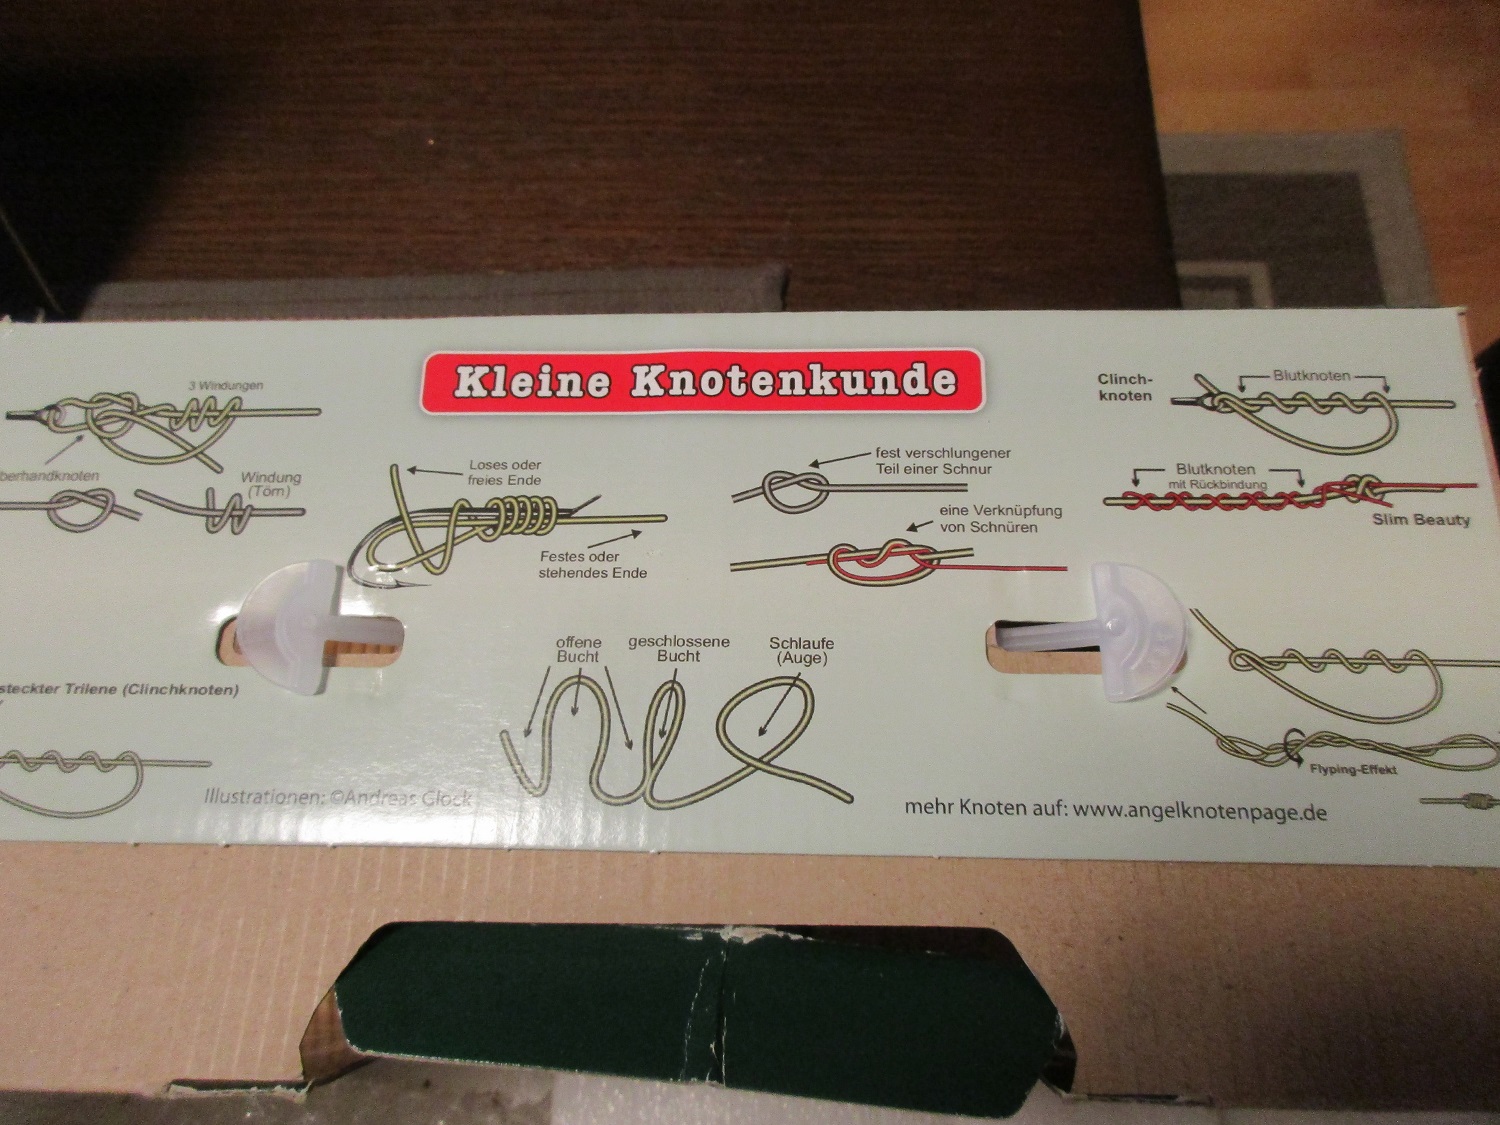 Kleine Knotenkunde
3 Windungen
berhandknoten
Windung
(Törn)
Loses oder
freies Ende
Festes oder
stehendes Ende
fest verschlungener
Teil einer Schnur
eine Verknüpfung
von Schnüren
Clinch-
knoten
Blutknoten
Blutknoten
mit Rückbindung
Slim Beauty
steckter Trilene (Clinchknoten)
offene
Bucht
geschlossene
Bucht
Schlaufe
(Auge)
Flyping-Effekt
Illustrationen: ©Andreas Glock
mehr Knoten auf: www.angelknotenpage.de